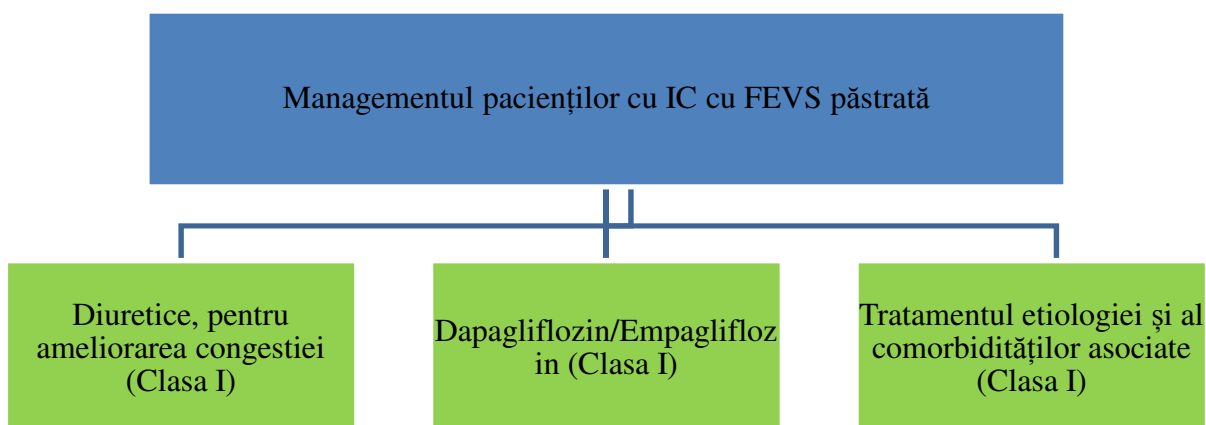 Managementul pacienților cu IC cu FEVS păstrată
Diuretice, pentru
ameliorarea congestiei
(Clasa I)
Dapagliflozin/Empaglifloz
in (Clasa I)
Tratamentul etiologiei și al
comorbidităților asociate
(Clasa I)